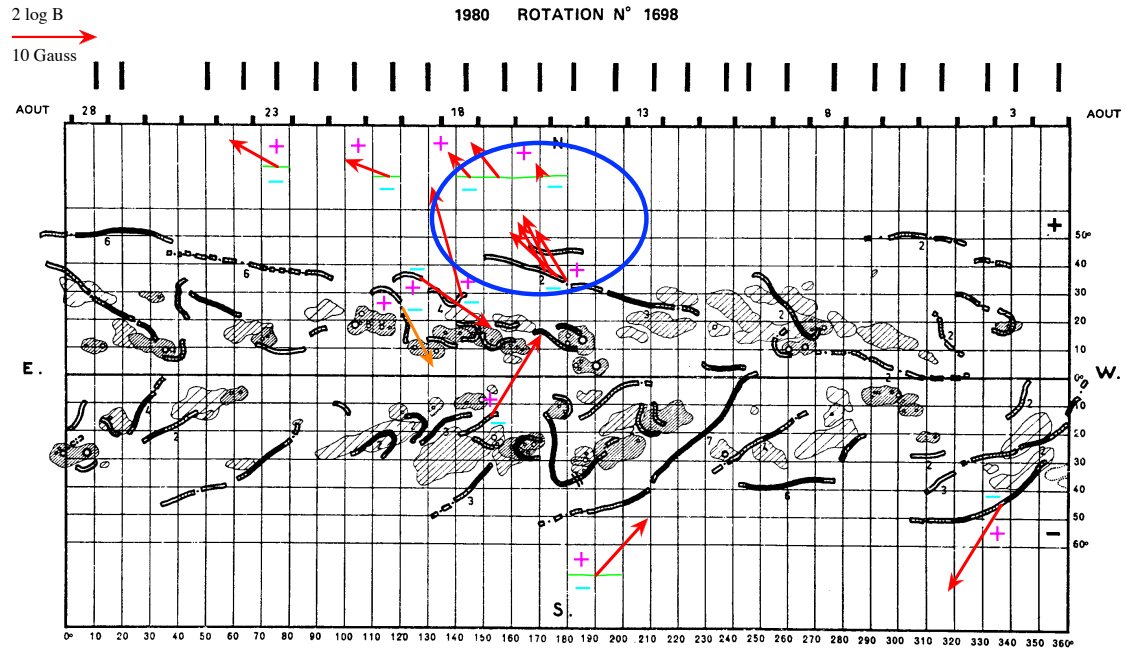 2 log B
10 Gauss
1980 ROTATION N° 1698
AOUT 28 23 18 13 8 3 AOUT
N
+ + + + +
− − − −
+
6 2 50°
6 2 40
4 3 2 30
2 20
10
E. 2 0° W.
4 10
2 2 3 7 4 2 20
2 30
3 6 3 40
50
− 60°
S.
0° 10 20 30 40 50 60 70 80 90 100 110 120 130 140 150 160 170 180 190 200 210 220 230 240 250 260 270 280 290 300 310 320 330 340 350 360°